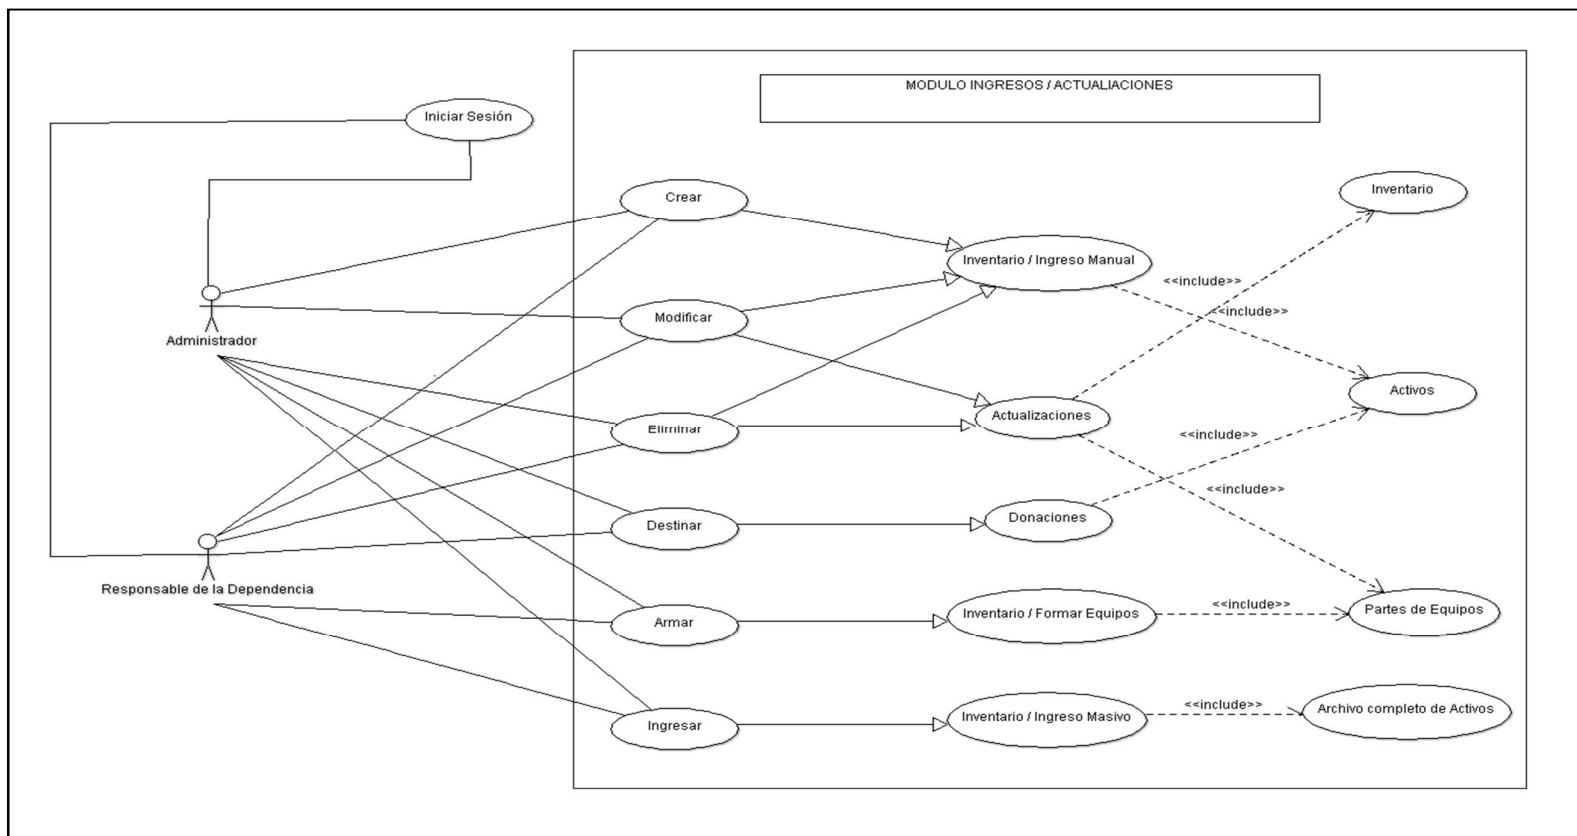 MODULO INGRESOS / ACTUALIACIONES
Iniciar Sesión
Crear
Inventario
Inventario / Ingreso Manual
<<include>>
<<include>>
Administrador
Modificar
Activos
Actualizaciones
Eliminar
<<include>>
<<include>>
Destinar
Donaciones
Responsable de la Dependencia
Armar
Inventario / Formar Equipos
<<include>>
Partes de Equipos
Ingresar
Inventario / Ingreso Masivo
<<include>>
Archivo completo de Activos